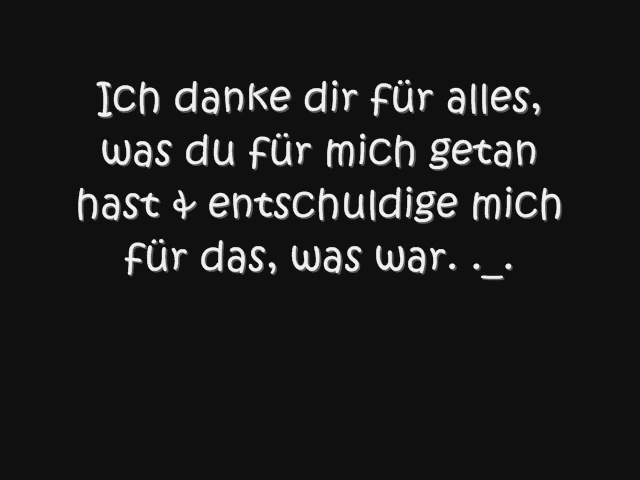 Ich danke dir für alles,
was du für mich getan
hast & entschuldige mich
für das, was war. ._.